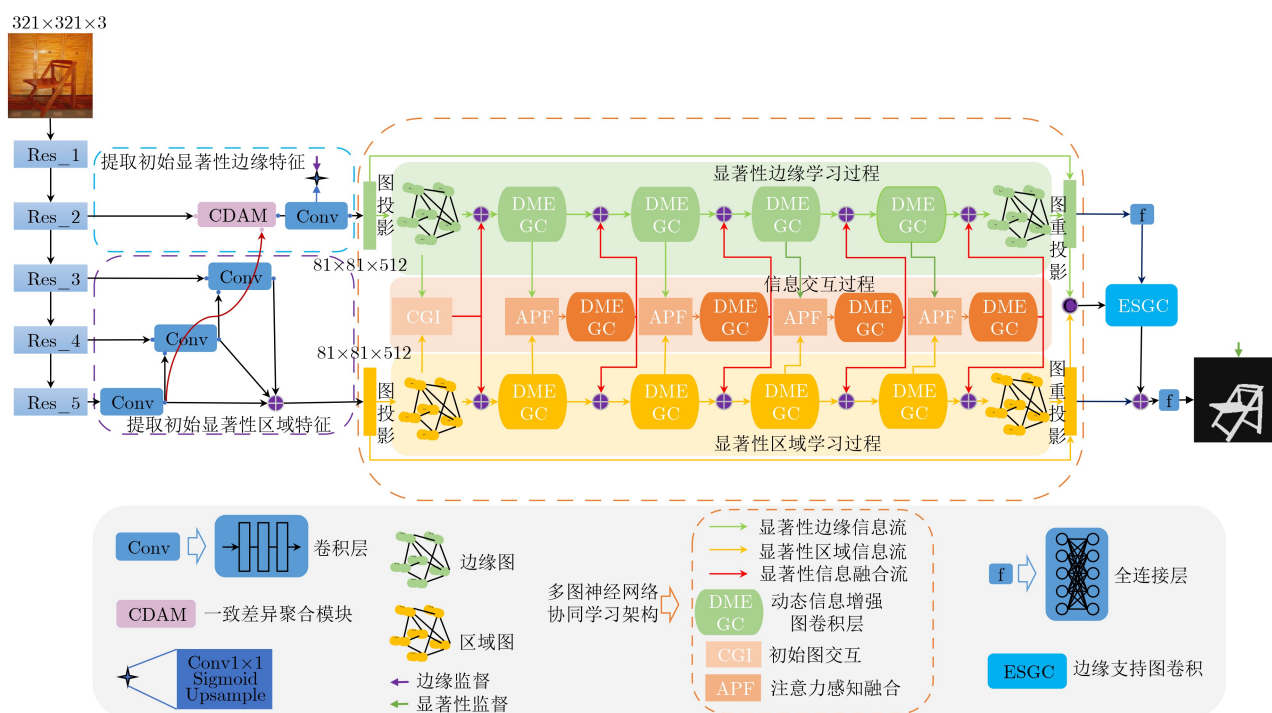 321×321×3
Res_1
提取初始显著性边缘特征
Res_2
CDAM
Conv
Res_3
Conv
Res_4
Conv
Res_5
Conv
提取初始显著性区域特征
81×81×512
81×81×512
图投影
图投影
显著性边缘学习过程
DME
GC
DME
GC
DME
GC
DME
GC
图重投影
信息交互过程
CGI
APF
DME
GC
APF
DME
GC
APF
DME
GC
APF
DME
GC
DME
GC
DME
GC
DME
GC
DME
GC
图重投影
显著性区域学习过程
f
ESGC
f
Conv
卷积层
CDAM
一致差异聚合模块
Conv1×1
Sigmoid
Upsample
边缘图
区域图
边缘监督
显著性监督
多图神经网络
协同学习架构
显著性边缘信息流
显著性区域信息流
显著性信息融合流
DME
GC
动态信息增强
图卷积层
CGI
初始图交互
APF
注意力感知融合
f
全连接层
ESGC
边缘支持图卷积